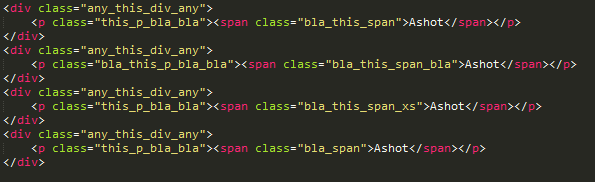 <div class="any_this_div_any">
    <p class="this_p_bla_bla"><span class="bla_this_span">Ashot</span></p>
</div>
<div class="any_this_div_any">
    <p class="bla_this_p_bla_bla"><span class="bla_this_span_bla">Ashot</span></p>
</div>
<div class="any_this_div_any">
    <p class="this_p_bla_bla"><span class="bla_this_span_xs">Ashot</span></p>
</div>
<div class="any_this_div_any">
    <p class="this_p_bla_bla"><span class="bla_span">Ashot</span></p>
</div>